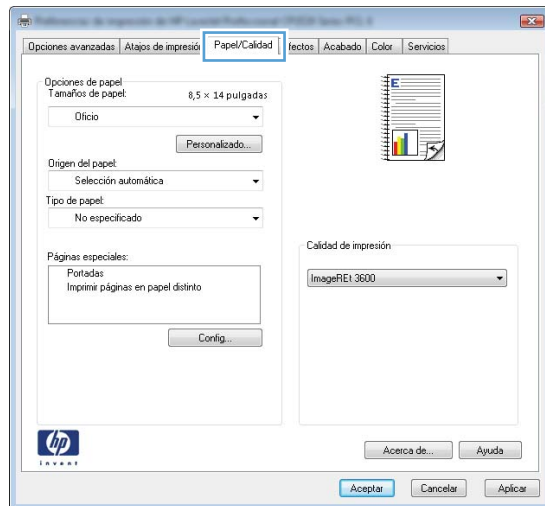 Opciones avanzadas Atajos de impresió Papel/Calidad fectos Acabado Color Servicios
Opciones de papel
Tamaños de papel: 8,5 × 14 pulgadas
Oficio
Personalizado...
Origen del papel:
Selección automática
Tipo de papel:
No especificado
Páginas especiales:
Portadas
Imprimir páginas en papel distinto
Config...
E
Calidad de impresión
ImageREt 3600
hp
invent
Acerca de... Ayuda
Aceptar Cancelar Aplicar